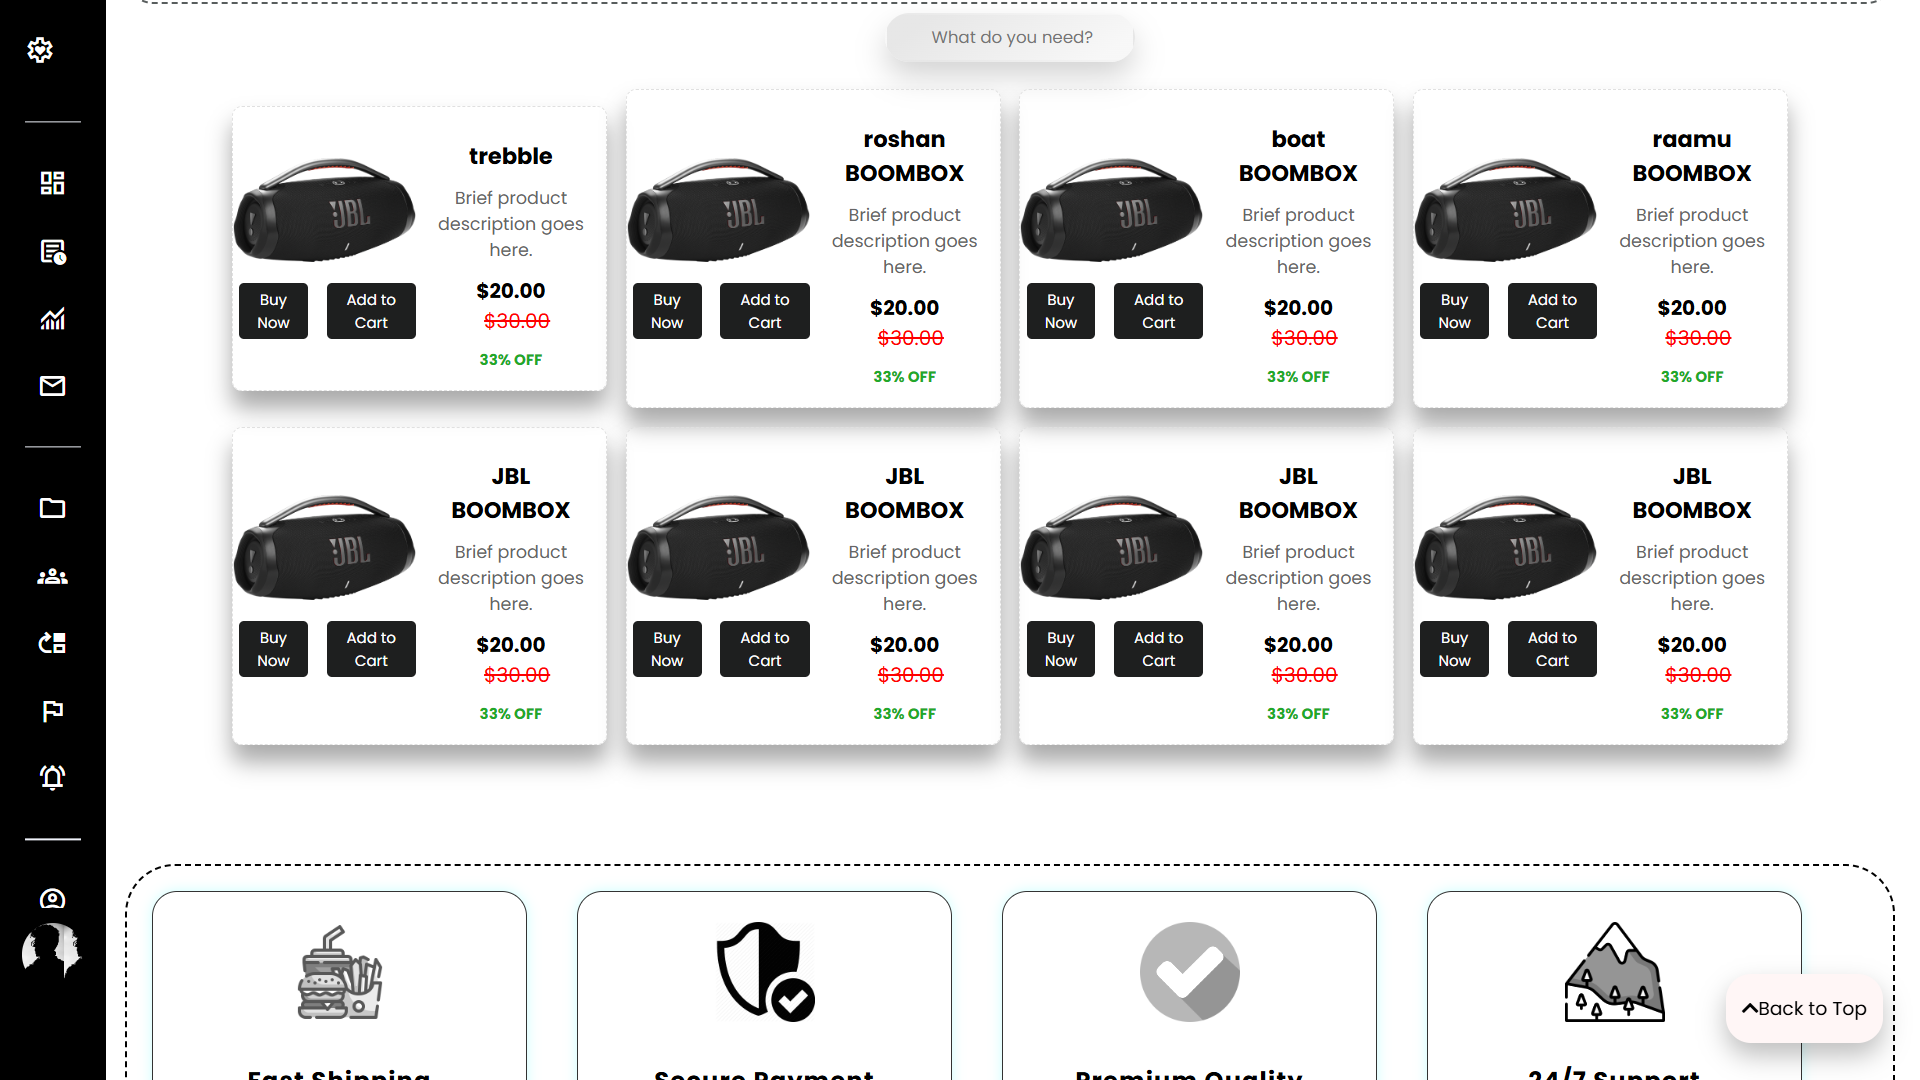 What do you need?
trebble
Brief product
description goes
here.
$20.00
$30.00
33% OFF
JBL
Buy
Now
Add to
Cart
roshan
BOOMBOX
Brief product
description goes
here.
$20.00
$30.00
33% OFF
JBL
Buy
Now
Add to
Cart
boat
BOOMBOX
Brief product
description goes
here.
$20.00
$30.00
33% OFF
JBL
Buy
Now
Add to
Cart
raamu
BOOMBOX
Brief product
description goes
here.
$20.00
$30.00
33% OFF
JBL
Buy
Now
Add to
Cart
JBL
BOOMBOX
Brief product
description goes
here.
$20.00
$30.00
33% OFF
JBL
Buy
Now
Add to
Cart
JBL
BOOMBOX
Brief product
description goes
here.
$20.00
$30.00
33% OFF
JBL
Buy
Now
Add to
Cart
JBL
BOOMBOX
Brief product
description goes
here.
$20.00
$30.00
33% OFF
JBL
Buy
Now
Add to
Cart
JBL
BOOMBOX
Brief product
description goes
here.
$20.00
$30.00
33% OFF
JBL
Buy
Now
Add to
Cart
Fast Shipping
Secure Payment
Premium Quality
24/7 Support
Back to Top